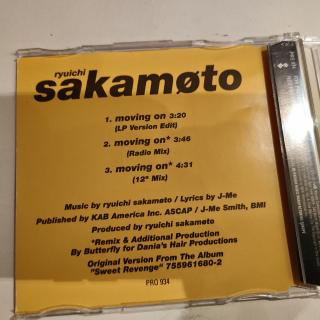 ryuichi
sakamøto
1. moving on 3:20
(LP Version Edit)
2. moving on* 3:46
(Radio Mix)
3. moving on* 4:31
(12" Mix)
Music by ryuichi sakamøto / Lyrics by J-Me
Published by KAB America Inc. ASCAP / J-Me Smith, BMI
Produced by ryuichi sakamøto
*Remix & Additional Production
By Butterfly for Dania's Hair Productions
Original Version From The Album
"Sweet Revenge" 755961680-2
PRO 934